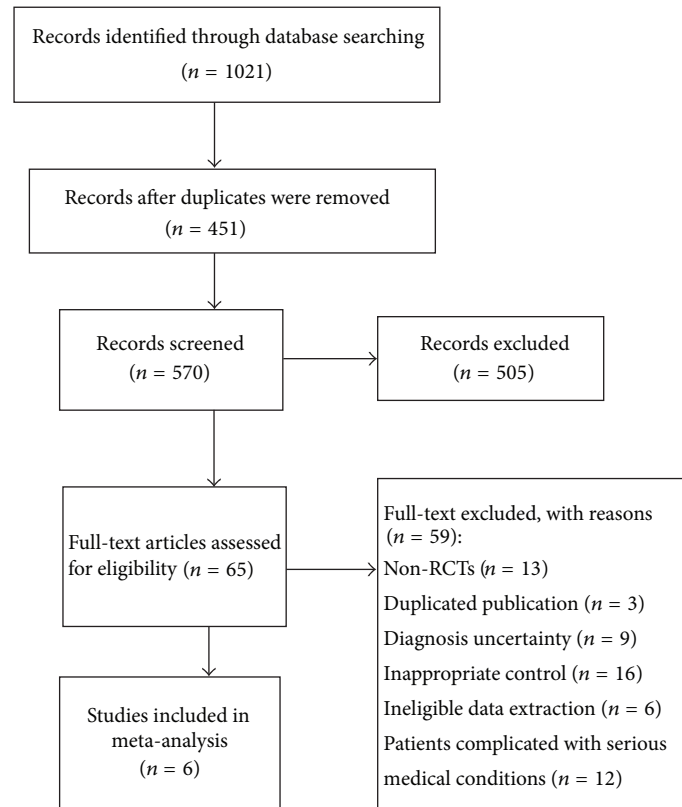 Records identified through database searching
(n = 1021)
Records after duplicates were removed
(n = 451)
Records screened
(n = 570)
Records excluded
(n = 505)
Full-text articles assessed
for eligibility (n = 65)
Full-text excluded, with reasons
(n = 59):
Non-RCTs (n = 13)
Duplicated publication (n = 3)
Diagnosis uncertainty (n = 9)
Inappropriate control (n = 16)
Ineligible data extraction (n = 6)
Patients complicated with serious
medical conditions (n = 12)
Studies included in
meta-analysis
(n = 6)